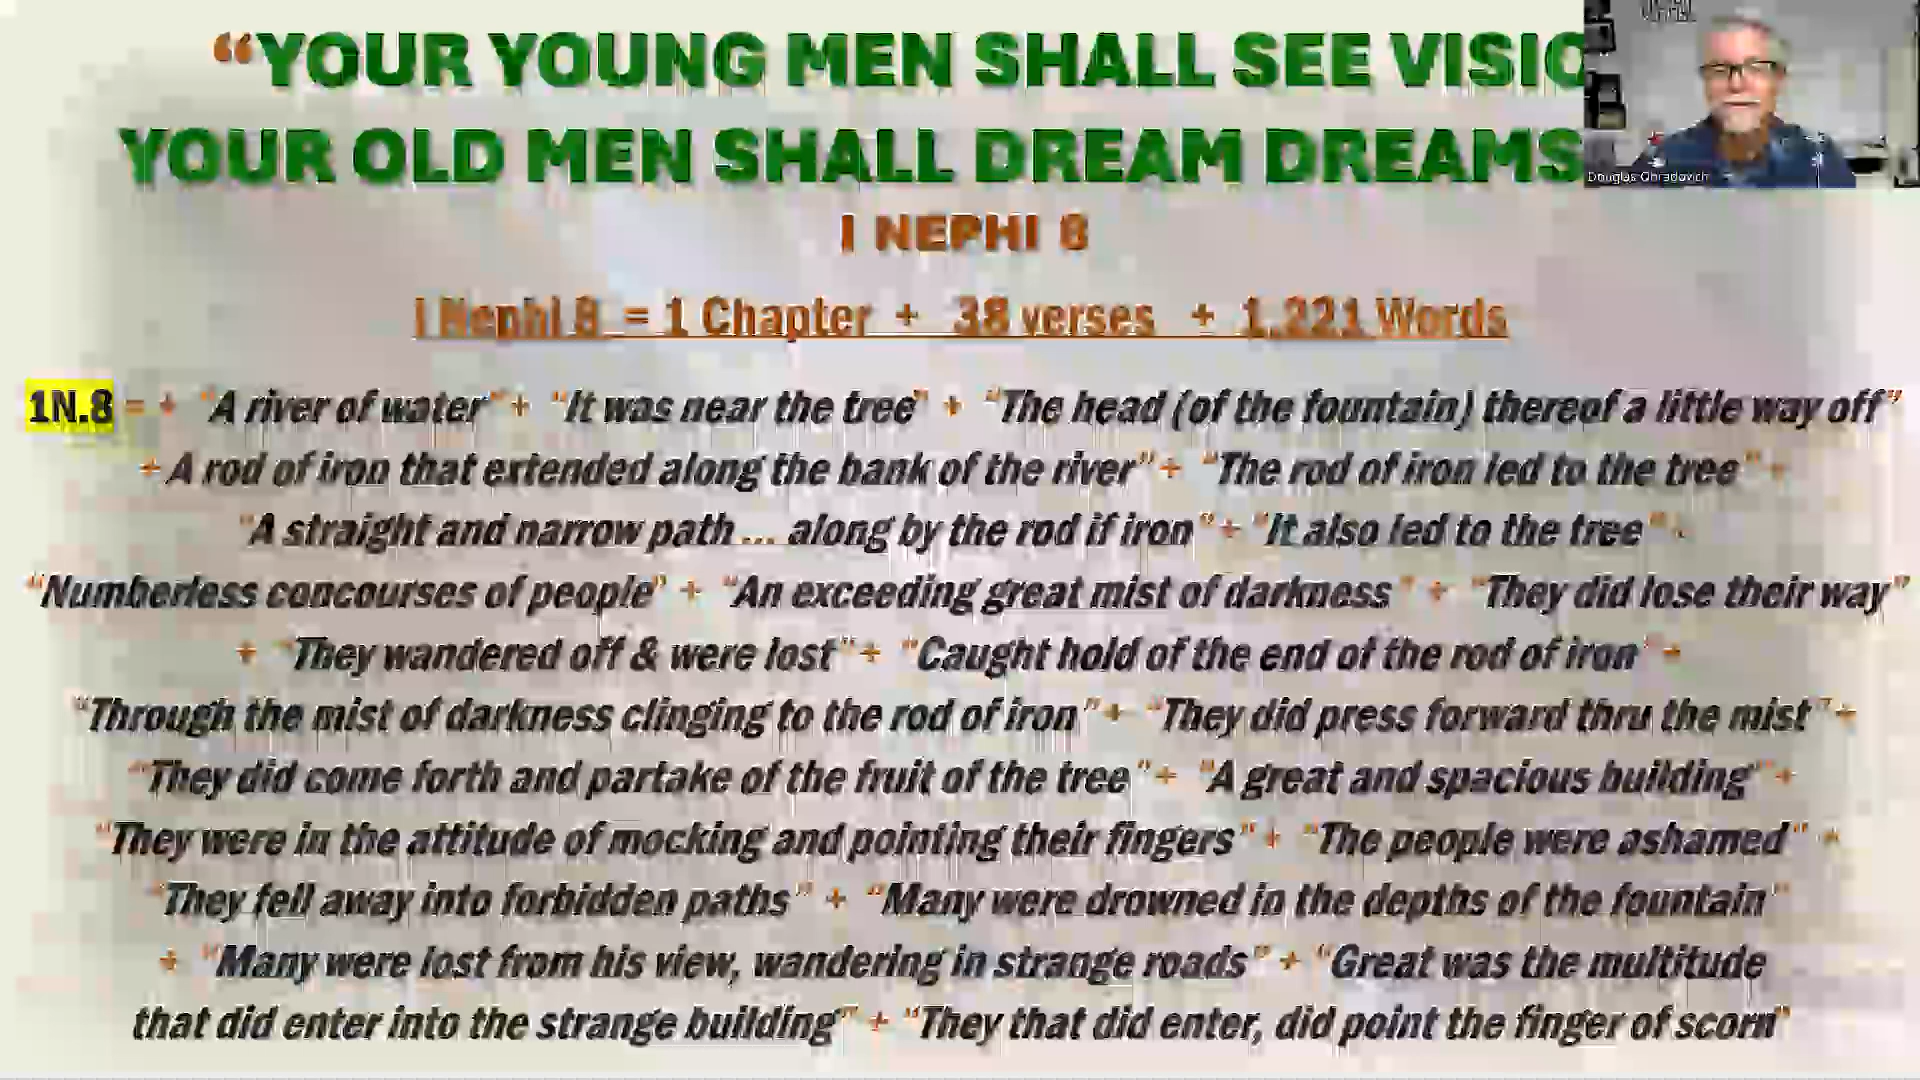 “YOUR YOUNG MEN SHALL SEE
YOUR OLD MEN SHALL DREAM DREAMS
Douglas Obradovich
I NEPHI 8
I Nephi 8 = 1 Chapter + 38 verses + 1,221 Words
1N.8 = + “A river of water” + “It was near the tree” + “The head (of the fountain) thereof a little way off”
+ A rod of iron that extended along the bank of the river” + “The rod of iron led to the tree” +
“A straight and narrow path ... along by the rod if iron” + “It also led to the tree” +
“Numberless concourses of people” + “An exceeding great mist of darkness” + “They did lose their way”
+ “They wandered off & were lost” + “Caught hold of the end of the rod of iron” +
“Through the mist of darkness clinging to the rod of iron” + “They did press forward thru the mist” +
“They did come forth and partake of the fruit of the tree” + “A great and spacious building” +
“They were in the attitude of mocking and pointing their fingers” + “The people were ashamed” +
“They fell away into forbidden paths” + “Many were drowned in the depths of the fountain”
+ “Many were lost from his view, wandering in strange roads” + “Great was the multitude
that did enter into the strange building” + “They that did enter, did point the finger of scorn”